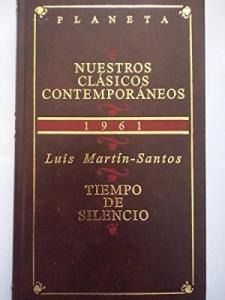 PLANETA
NUESTROS
CLÁSICOS
CONTEMPORÁNEOS
1961
Luis Martín-Santos
TIEMPO
DE
SILENCIO